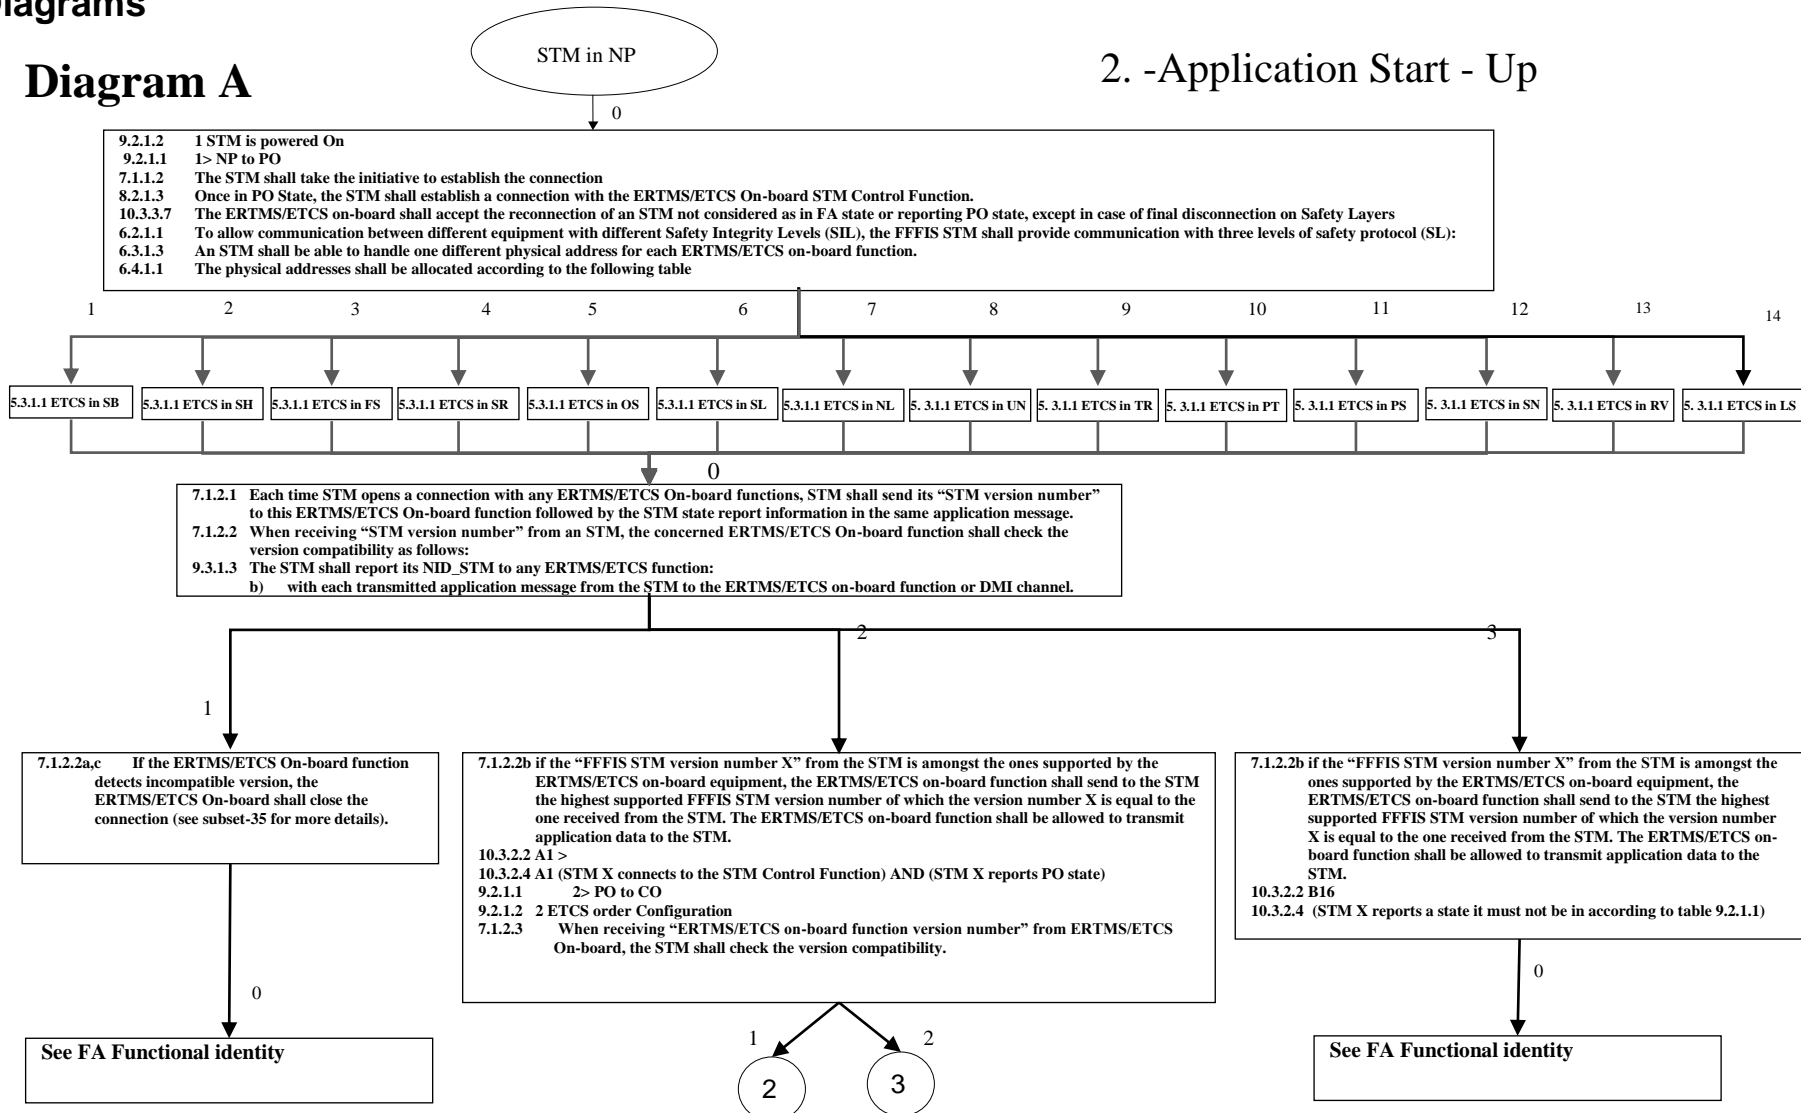 Diagrams
Diagram A
STM in NP
2. -Application Start - Up
0
9.2.1.2 1 STM is powered On
9.2.1.1 1> NP to PO
7.1.1.2 The STM shall take the initiative to establish the connection
8.2.1.3 Once in PO State, the STM shall establish a connection with the ERTMS/ETCS On-board STM Control Function.
10.3.3.7 The ERTMS/ETCS on-board shall accept the reconnection of an STM not considered as in FA state or reporting PO state, except in case of final disconnection on Safety Layers
6.2.1.1 To allow communication between different equipment with different Safety Integrity Levels (SIL), the FFFIS STM shall provide communication with three levels of safety protocol (SL):
6.3.1.3 An STM shall be able to handle one different physical address for each ERTMS/ETCS on-board function.
6.4.1.1 The physical addresses shall be allocated according to the following table
1 2 3 4 5 6 7 8 9 10 11 12 13 14
5.3.1.1 ETCS in SB
5.3.1.1 ETCS in SH
5.3.1.1 ETCS in FS
5.3.1.1 ETCS in SR
5.3.1.1 ETCS in OS
5.3.1.1 ETCS in SL
5.3.1.1 ETCS in NL
5. 3.1.1 ETCS in UN
5. 3.1.1 ETCS in TR
5. 3.1.1 ETCS in PT
5. 3.1.1 ETCS in PS
5. 3.1.1 ETCS in SN
5. 3.1.1 ETCS in RV
5. 3.1.1 ETCS in LS
0
7.1.2.1 Each time STM opens a connection with any ERTMS/ETCS On-board functions, STM shall send its “STM version number”
to this ERTMS/ETCS On-board function followed by the STM state report information in the same application message.
7.1.2.2 When receiving “STM version number” from an STM, the concerned ERTMS/ETCS On-board function shall check the
version compatibility as follows:
9.3.1.3 The STM shall report its NID_STM to any ERTMS/ETCS function:
b) with each transmitted application message from the STM to the ERTMS/ETCS on-board function or DMI channel.
1
2
3
7.1.2.2a,c If the ERTMS/ETCS On-board function
detects incompatible version, the
ERTMS/ETCS On-board shall close the
connection (see subset-35 for more details).
0
See FA Functional identity
7.1.2.2b if the “FFFIS STM version number X” from the STM is amongst the ones supported by the
ERTMS/ETCS on-board equipment, the ERTMS/ETCS on-board function shall send to the STM
the highest supported FFFIS STM version number of which the version number X is equal to the
one received from the STM. The ERTMS/ETCS on-board function shall be allowed to transmit
application data to the STM.
10.3.2.2 A1 >
10.3.2.4 A1 (STM X connects to the STM Control Function) AND (STM X reports PO state)
9.2.1.1 2> PO to CO
9.2.1.2 2 ETCS order Configuration
7.1.2.3 When receiving “ERTMS/ETCS on-board function version number” from ERTMS/ETCS
On-board, the STM shall check the version compatibility.
1
2
2
3
7.1.2.2b if the “FFFIS STM version number X” from the STM is amongst the
ones supported by the ERTMS/ETCS on-board equipment, the
ERTMS/ETCS on-board function shall send to the STM the highest
supported FFFIS STM version number of which the version number
X is equal to the one received from the STM. The ERTMS/ETCS on-
board function shall be allowed to transmit application data to the
STM.
10.3.2.2 B16
10.3.2.4 (STM X reports a state it must not be in according to table 9.2.1.1)
0
See FA Functional identity